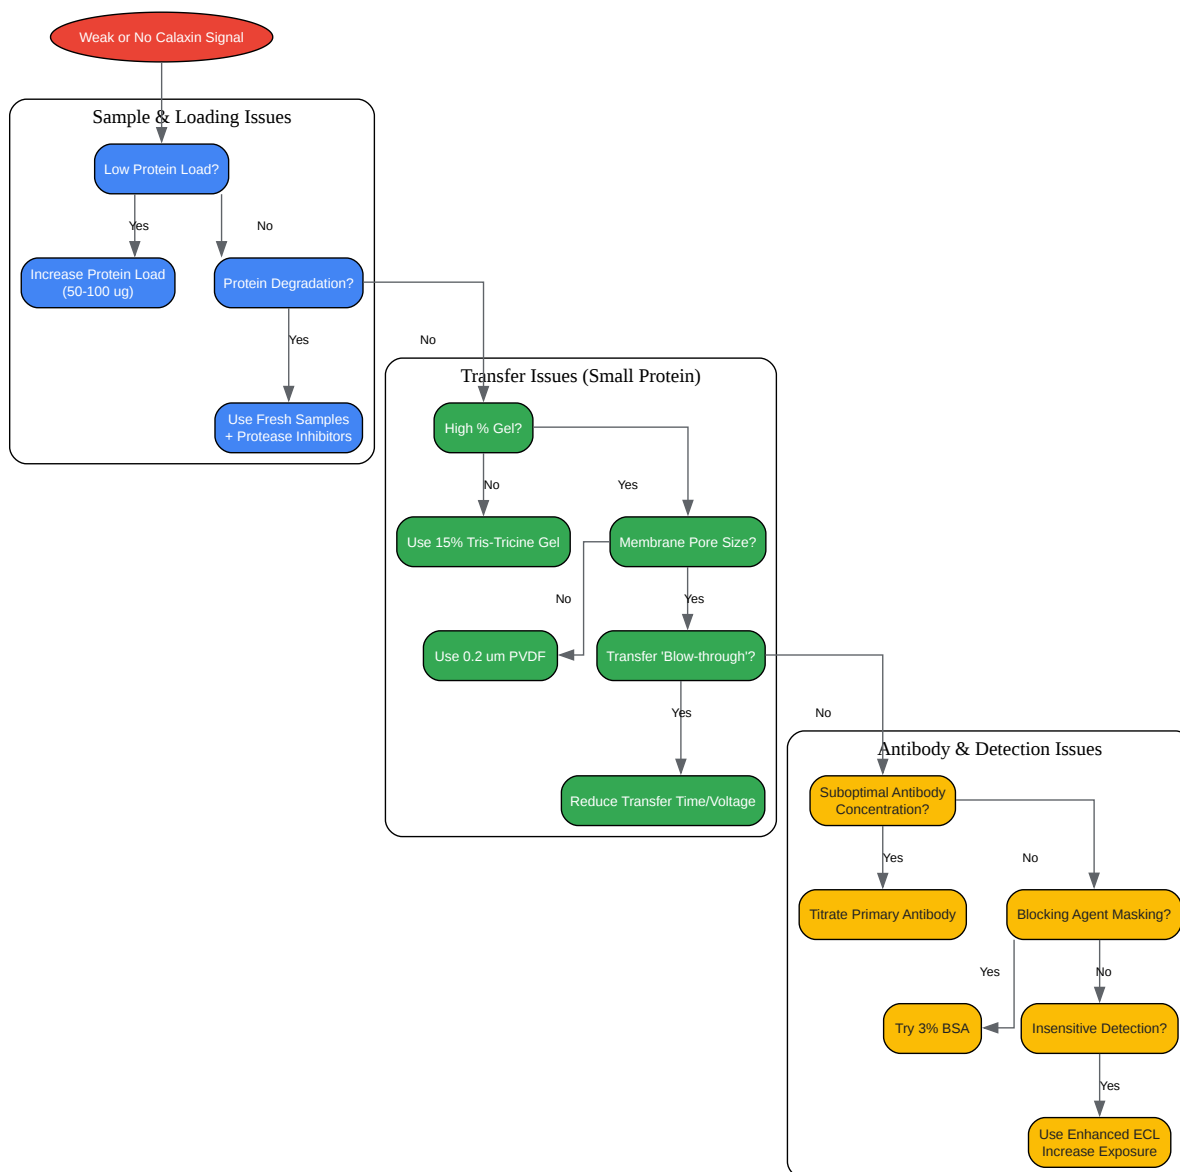 Weak or No Calaxin Signal
Sample & Loading Issues
Low Protein Load?
Yes
No
Increase Protein Load
(50-100 ug)
Protein Degradation?
Yes
No
Use Fresh Samples
+ Protease Inhibitors
Transfer Issues (Small Protein)
High % Gel?
No
Yes
Use 15% Tris-Tricine Gel
Membrane Pore Size?
No
Yes
Use 0.2 um PVDF
Transfer 'Blow-through'?
Yes
No
Reduce Transfer Time/Voltage
Antibody & Detection Issues
Suboptimal Antibody
Concentration?
Yes
No
Titrate Primary Antibody
Blocking Agent Masking?
Yes
No
Try 3% BSA
Insensitive Detection?
Yes
Use Enhanced ECL
Increase Exposure